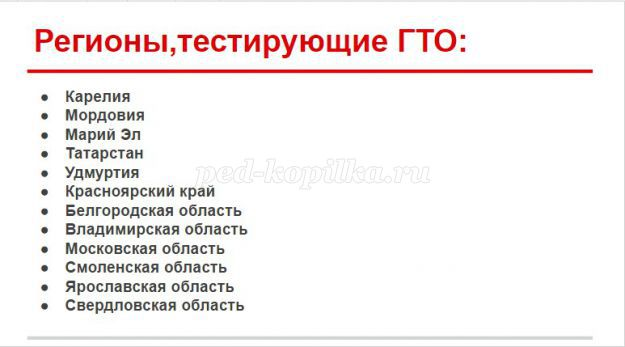 Регионы,тестирующие ГТО:
● Карелия
● Мордовия
● Марий Эл
● Татарстан
● Удмуртия
ped-kopilka.ru
● Красноярский край
● Белгородская область
● Владимирская область
● Московская область
● Смоленская область
● Ярославская область
● Свердловская область